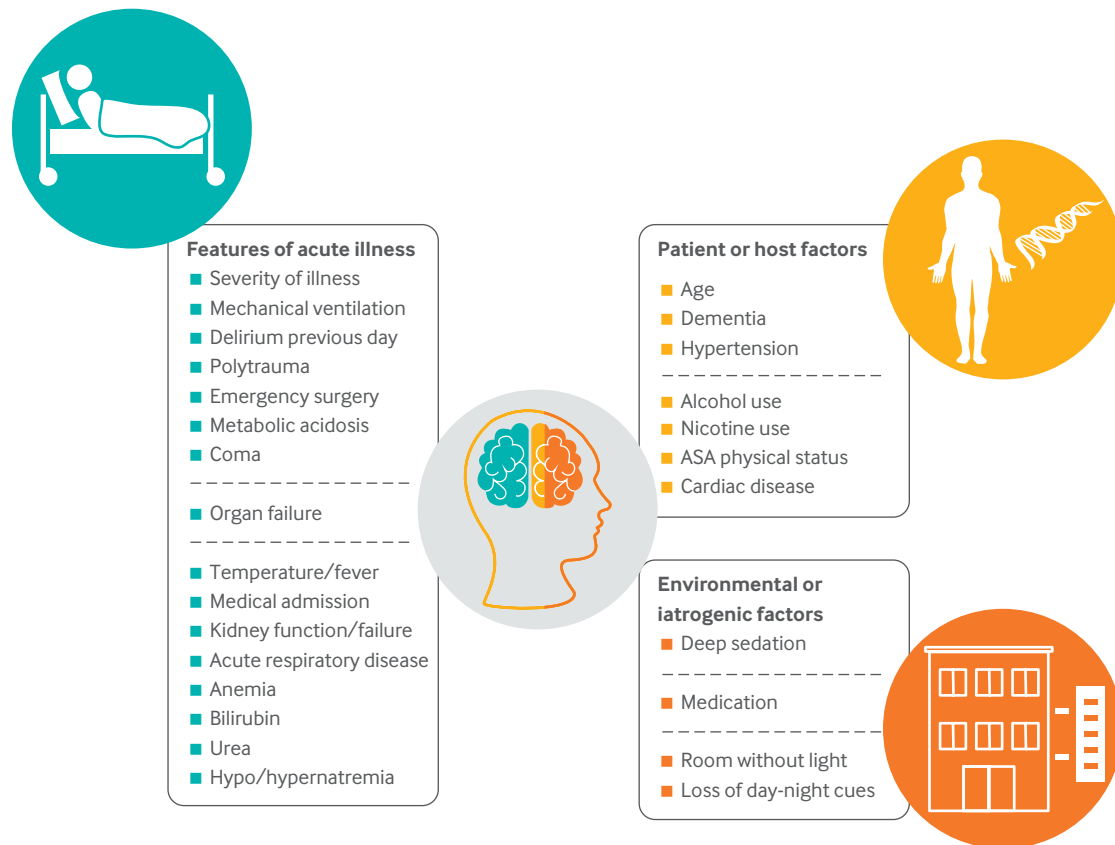 Features of acute illness
Severity of illness
Mechanical ventilation
Delirium previous day
Polytrauma
Emergency surgery
Metabolic acidosis
Coma
Organ failure
Temperature/fever
Medical admission
Kidney function/failure
Acute respiratory disease
Anemia
Bilirubin
Urea
Hypo/hypernatremia
Patient or host factors
Age
Dementia
Hypertension
Alcohol use
Nicotine use
ASA physical status
Cardiac disease
Environmental or
iatrogenic factors
Deep sedation
Medication
Room without light
Loss of day-night cues